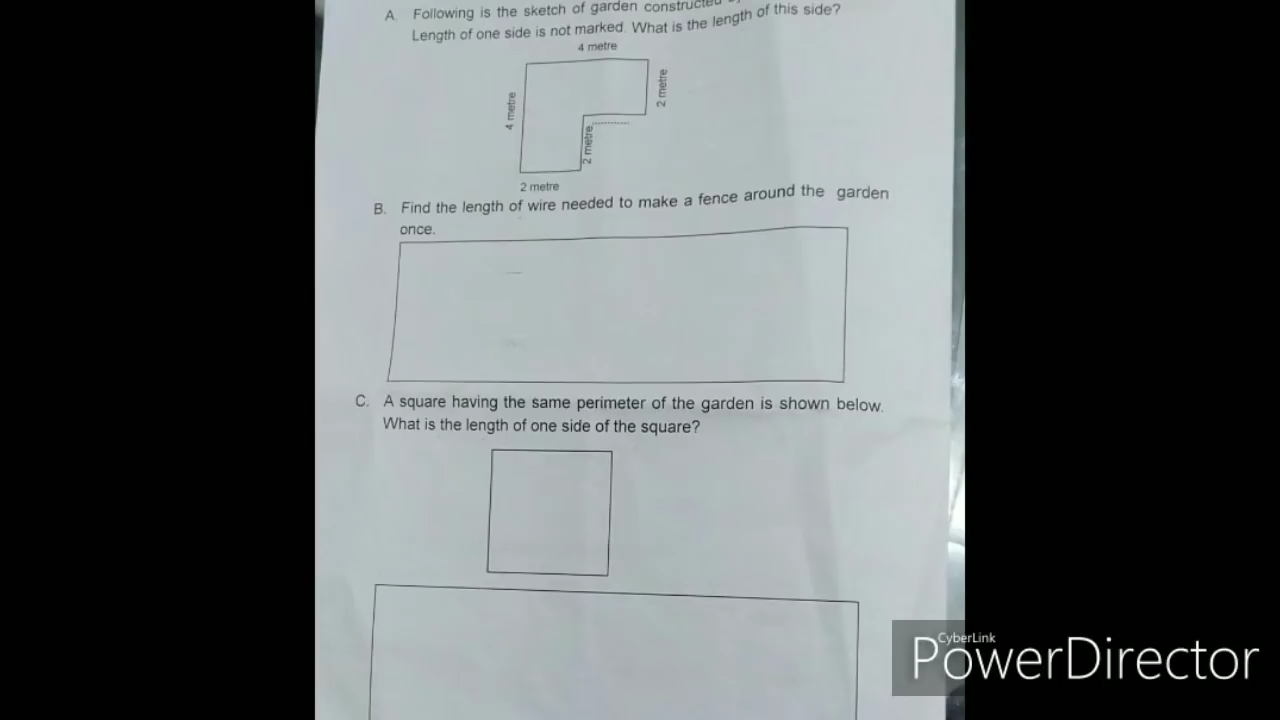 A. Following is the sketch of garden constructed
Length of one side is not marked. What is the length of this side?
4 metre
4 metre
2 metre
2 metre
2 metre
B. Find the length of wire needed to make a fence around the garden
once.
C. A square having the same perimeter of the garden is shown below.
What is the length of one side of the square?
CyberLink
PowerDirector